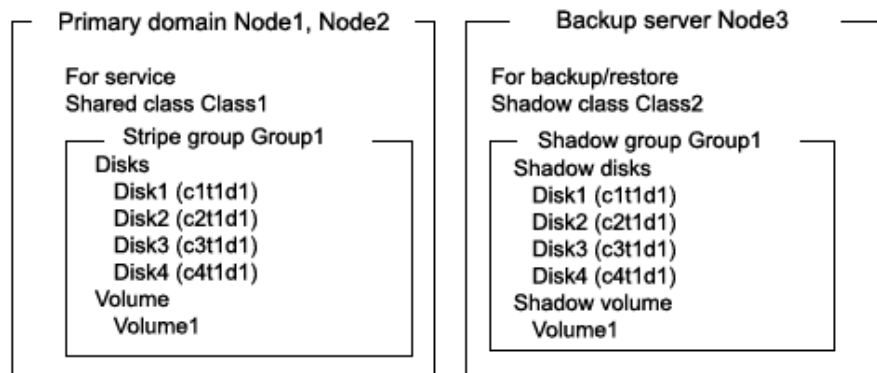 Primary domain Node1, Node2
For service
Shared class Class1
Stripe group Group1
Disks
Disk1 (c1t1d1)
Disk2 (c2t1d1)
Disk3 (c3t1d1)
Disk4 (c4t1d1)
Volume
Volume1
Backup server Node3
For backup/restore
Shadow class Class2
Shadow group Group1
Shadow disks
Disk1 (c1t1d1)
Disk2 (c2t1d1)
Disk3 (c3t1d1)
Disk4 (c4t1d1)
Shadow volume
Volume1